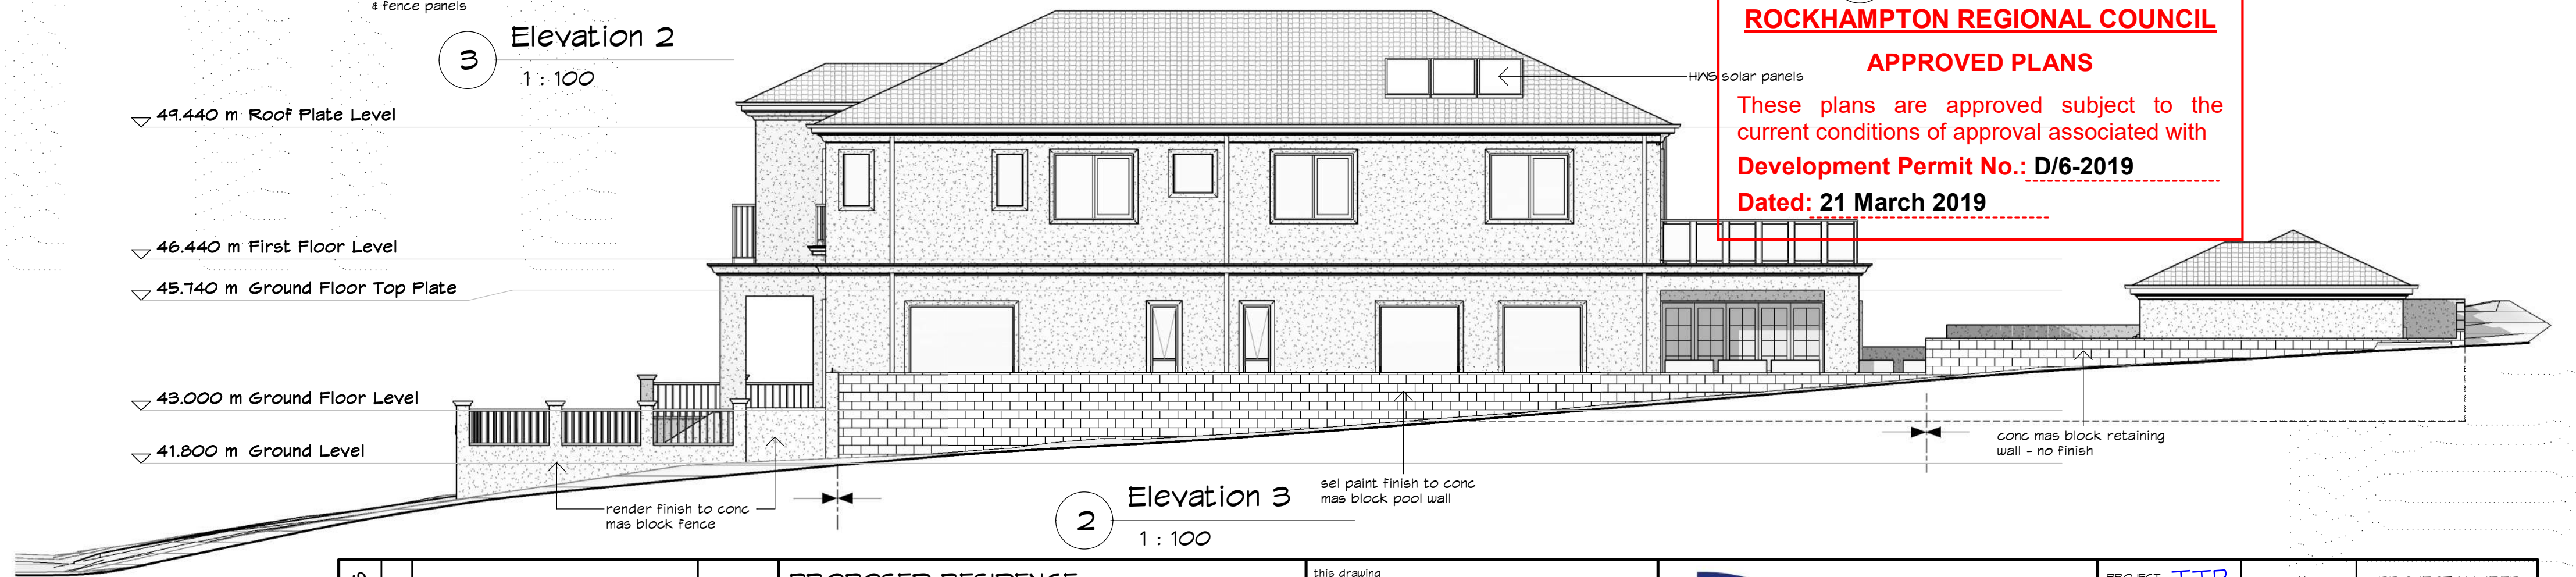 & fence panels
3
Elevation 2
1 : 100
ROCKHAMPTON REGIONAL COUNCIL
APPROVED PLANS
These plans are approved subject to the
current conditions of approval associated with
Development Permit No.: D/6-2019
Dated: 21 March 2019
HWS solar panels
49.440 m Roof Plate Level
46.440 m First Floor Level
45.740 m Ground Floor Top Plate
43.000 m Ground Floor Level
41.800 m Ground Level
conc mas block retaining
wall - no finish
sel paint finish to conc
mas block pool wall
render finish to conc
mas block fence
2
Elevation 3
1 : 100
PROPOSED RESIDENCE
this drawing
PROJECT